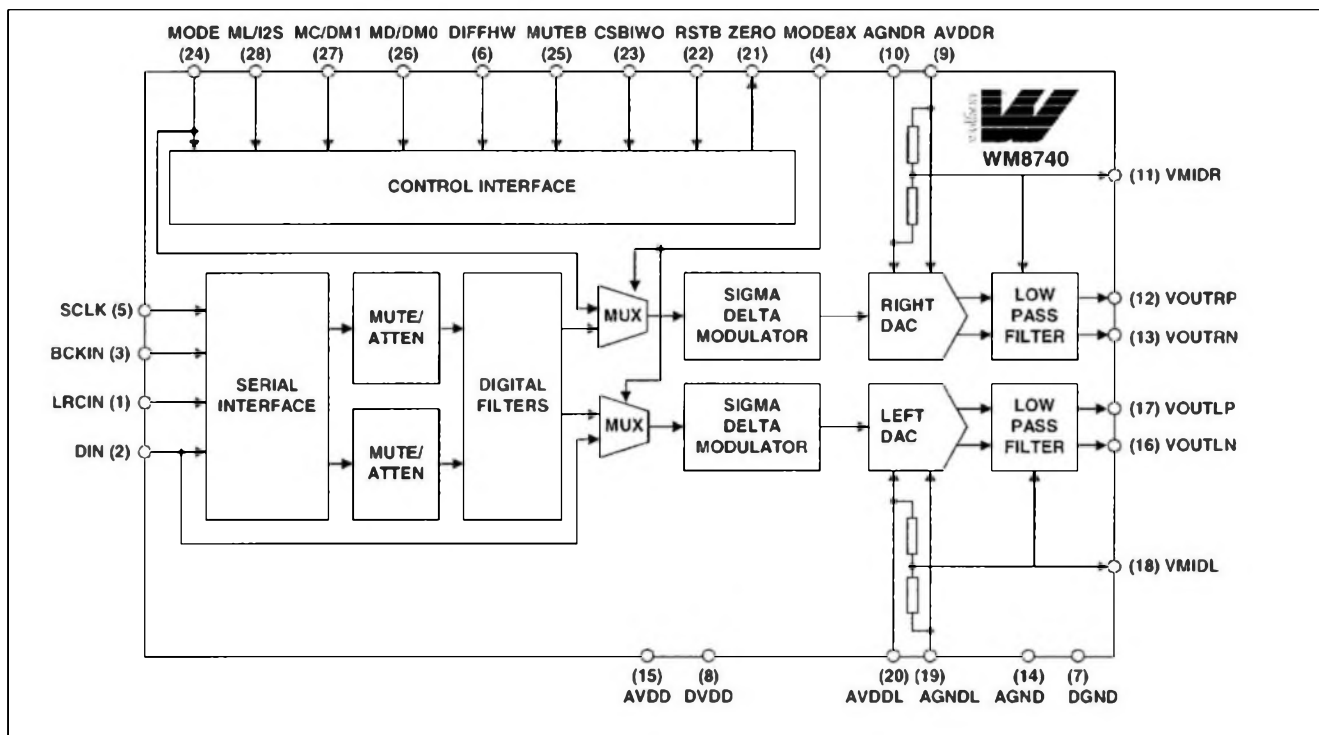 MODE ML/I2S MC/DM1 MD/DM0 DIFFHW MUTEB CSBIWO RSTB ZERO MODE8X AGNDR AVDDR
(24) (28) (27) (26) (6) (25) (23) (22) (21) (4) (10) (9)
wolfson
WM8740
CONTROL INTERFACE
(11) VMIDR
SCLK (5)
BCKIN (3)
LRCIN (1)
DIN (2)
SERIAL
INTERFACE
MUTE/
ATTEN
MUTE/
ATTEN
DIGITAL
FILTERS
MUX
SIGMA
DELTA
MODULATOR
RIGHT
DAC
LOW
PASS
FILTER
(12) VOUTRP
(13) VOUTRN
MUX
SIGMA
DELTA
MODULATOR
LEFT
DAC
LOW
PASS
FILTER
(17) VOUTLP
(16) VOUTLN
(18) VMIDL
(15) (8) (20) (19) (14) (7)
AVDD DVDD AVDDL AGNDL AGND DGND